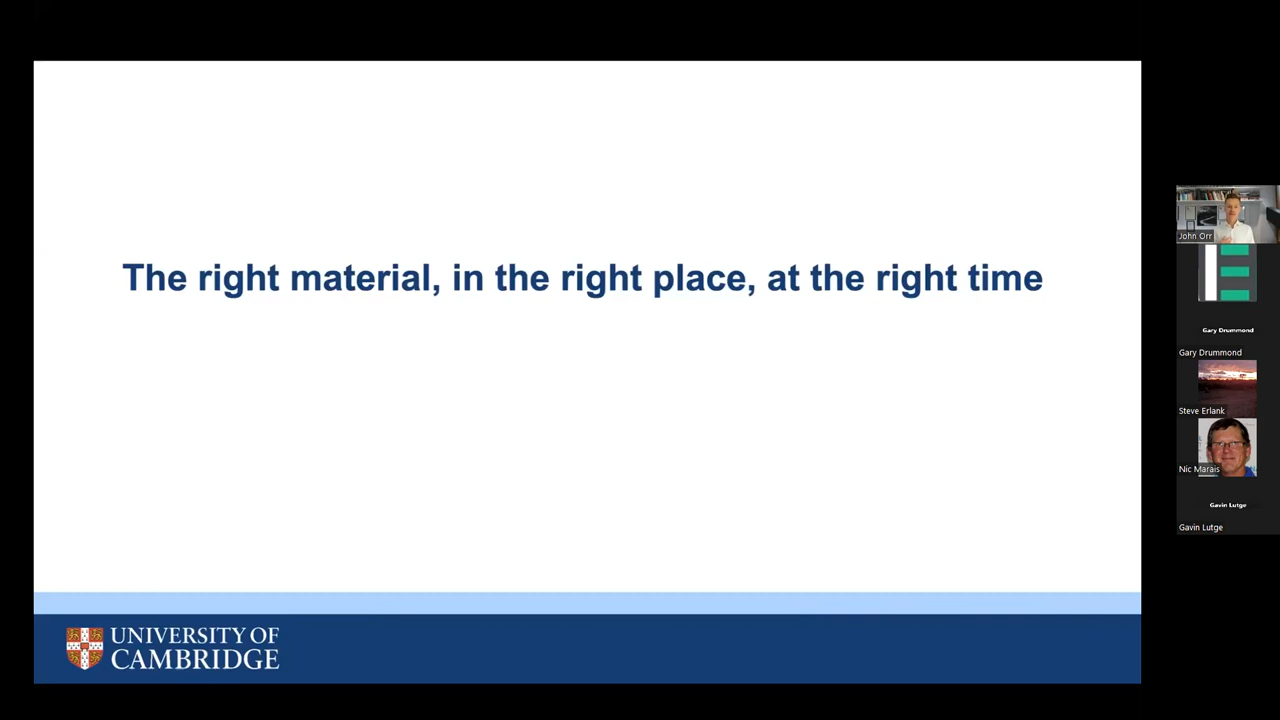 The right material, in the right place, at the right time
UNIVERSITY OF
CAMBRIDGE
John Orr
Gary Drummond
Gary Drummond
Steve Erlank
Nic Marais
Gavin Lutge
Gavin Lutge